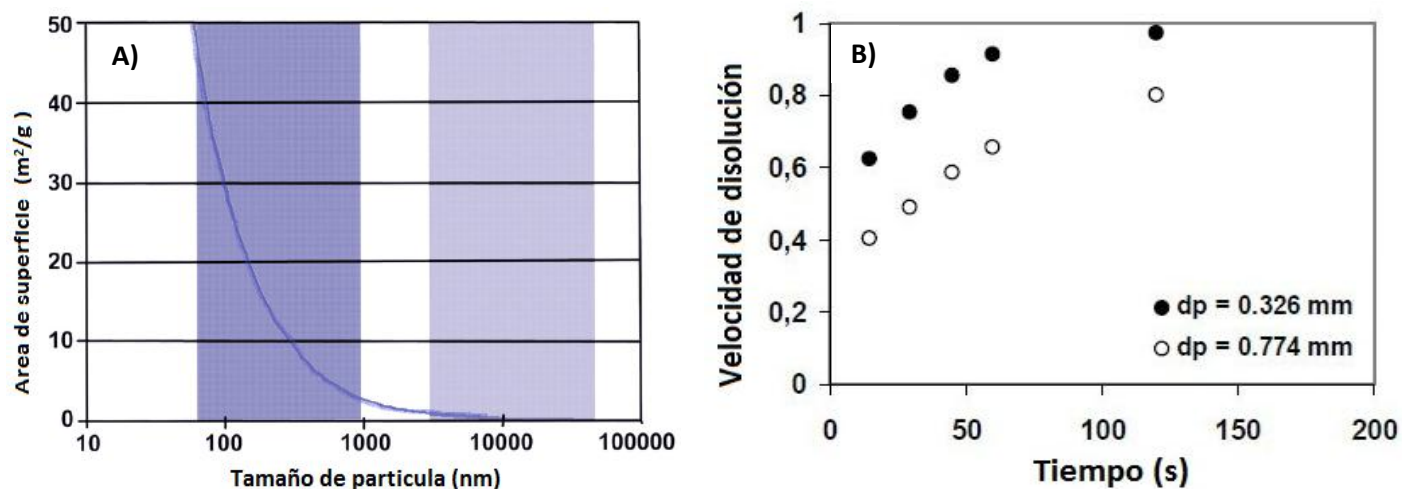 A)
Area de superficie (m²/g)
50
40
30
20
10
0
10 100 1000 10000 100000
Tamaño de particula (nm)
B)
Velocidad de disolución
1
0,8
0,6
0,4
0,2
0
0 50 100 150 200
Tiempo (s)
dp = 0.326 mm
dp = 0.774 mm